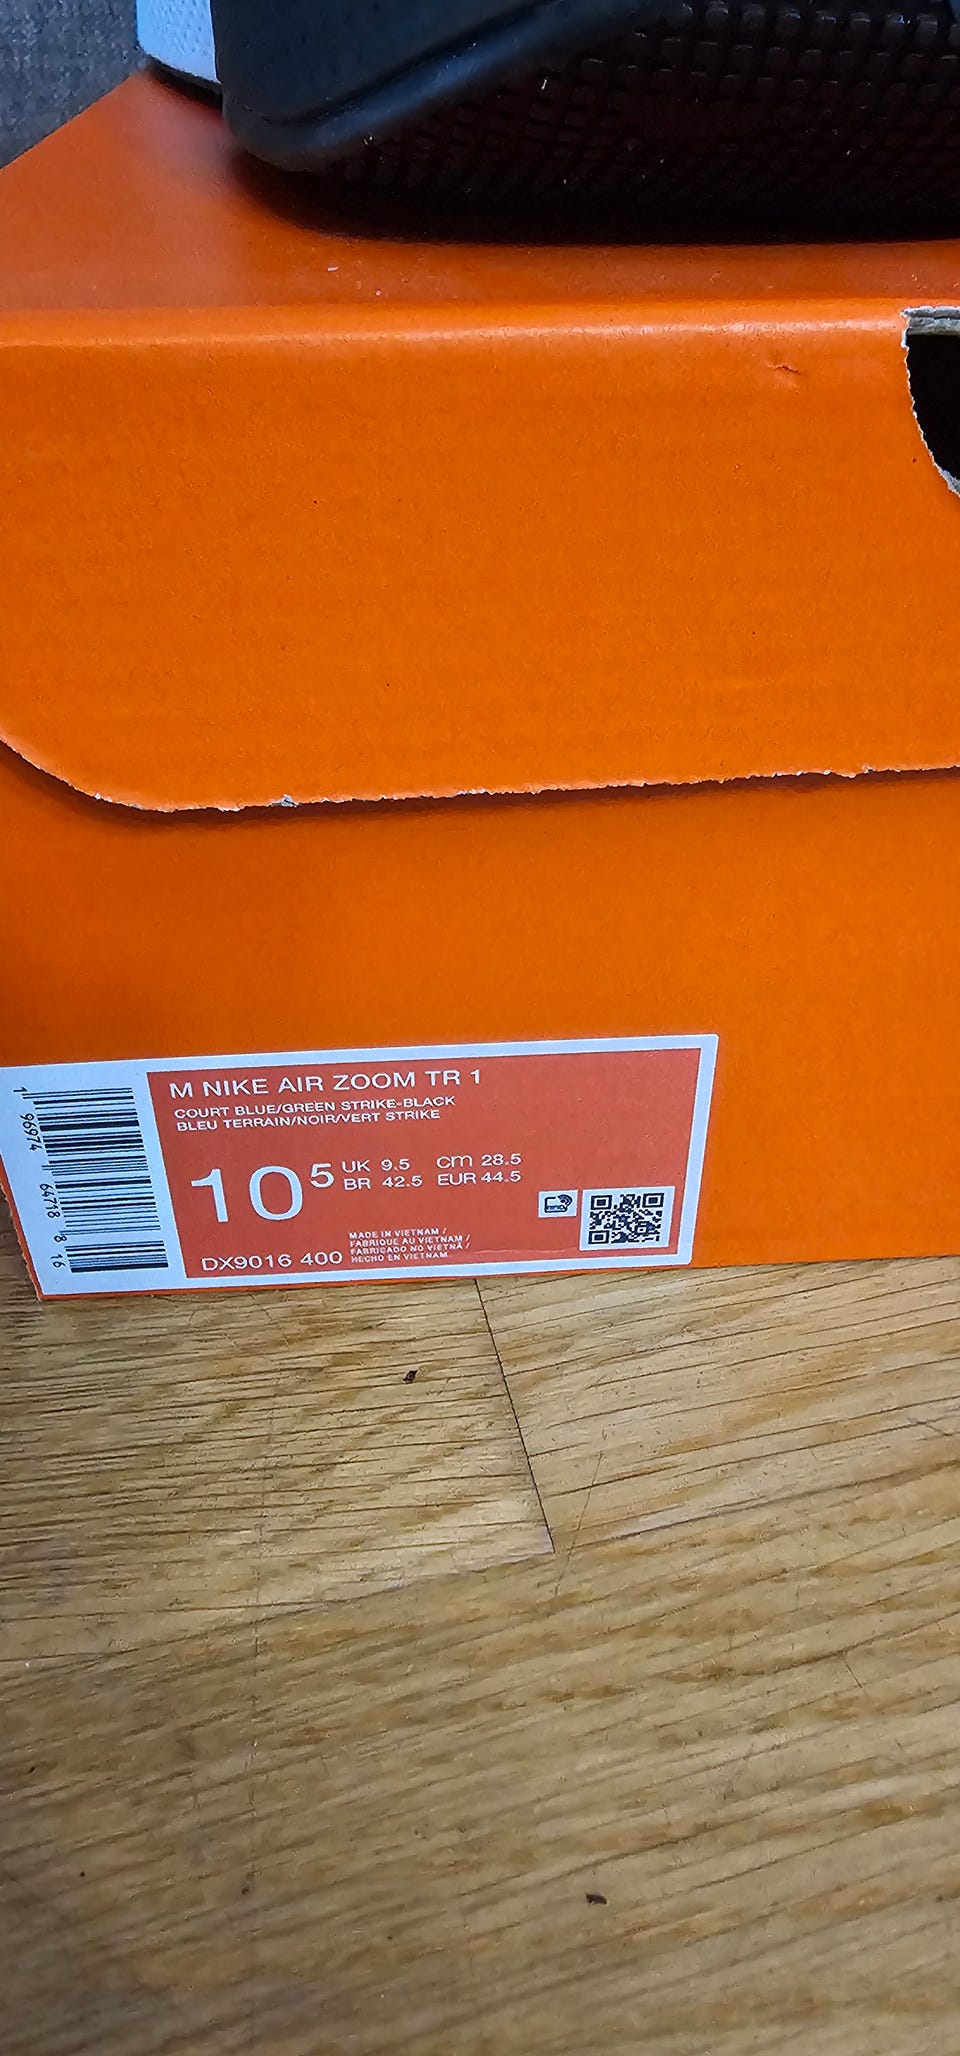 M NIKE AIR ZOOM TR 1
COURT BLUE/GREEN STRIKE-BLACK
BLEU TERRAIN/NOIR/VERT STRIKE
10 5
UK 9.5 cm 28.5
BR 42.5 EUR 44.5
DX9016 400
MADE IN VIETNAM /
FABRIQUE AU VIETNAM /
FABRICADO NO VIETNÃ /
HECHO EN VIETNAM
1 96974 64718 8 16